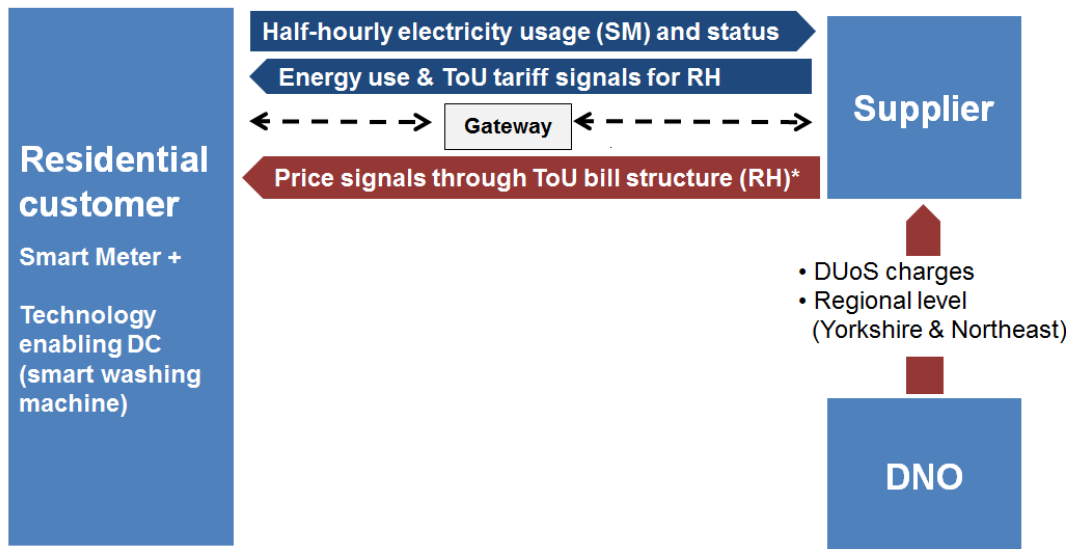 Residential
customer
Smart Meter +
Technology
enabling DC
(smart washing
machine)
Half-hourly electricity usage (SM) and status
Energy use & ToU tariff signals for RH
Gateway
Price signals through ToU bill structure (RH)*
Supplier
• DUoS charges
• Regional level
(Yorkshire & Northeast)
DNO